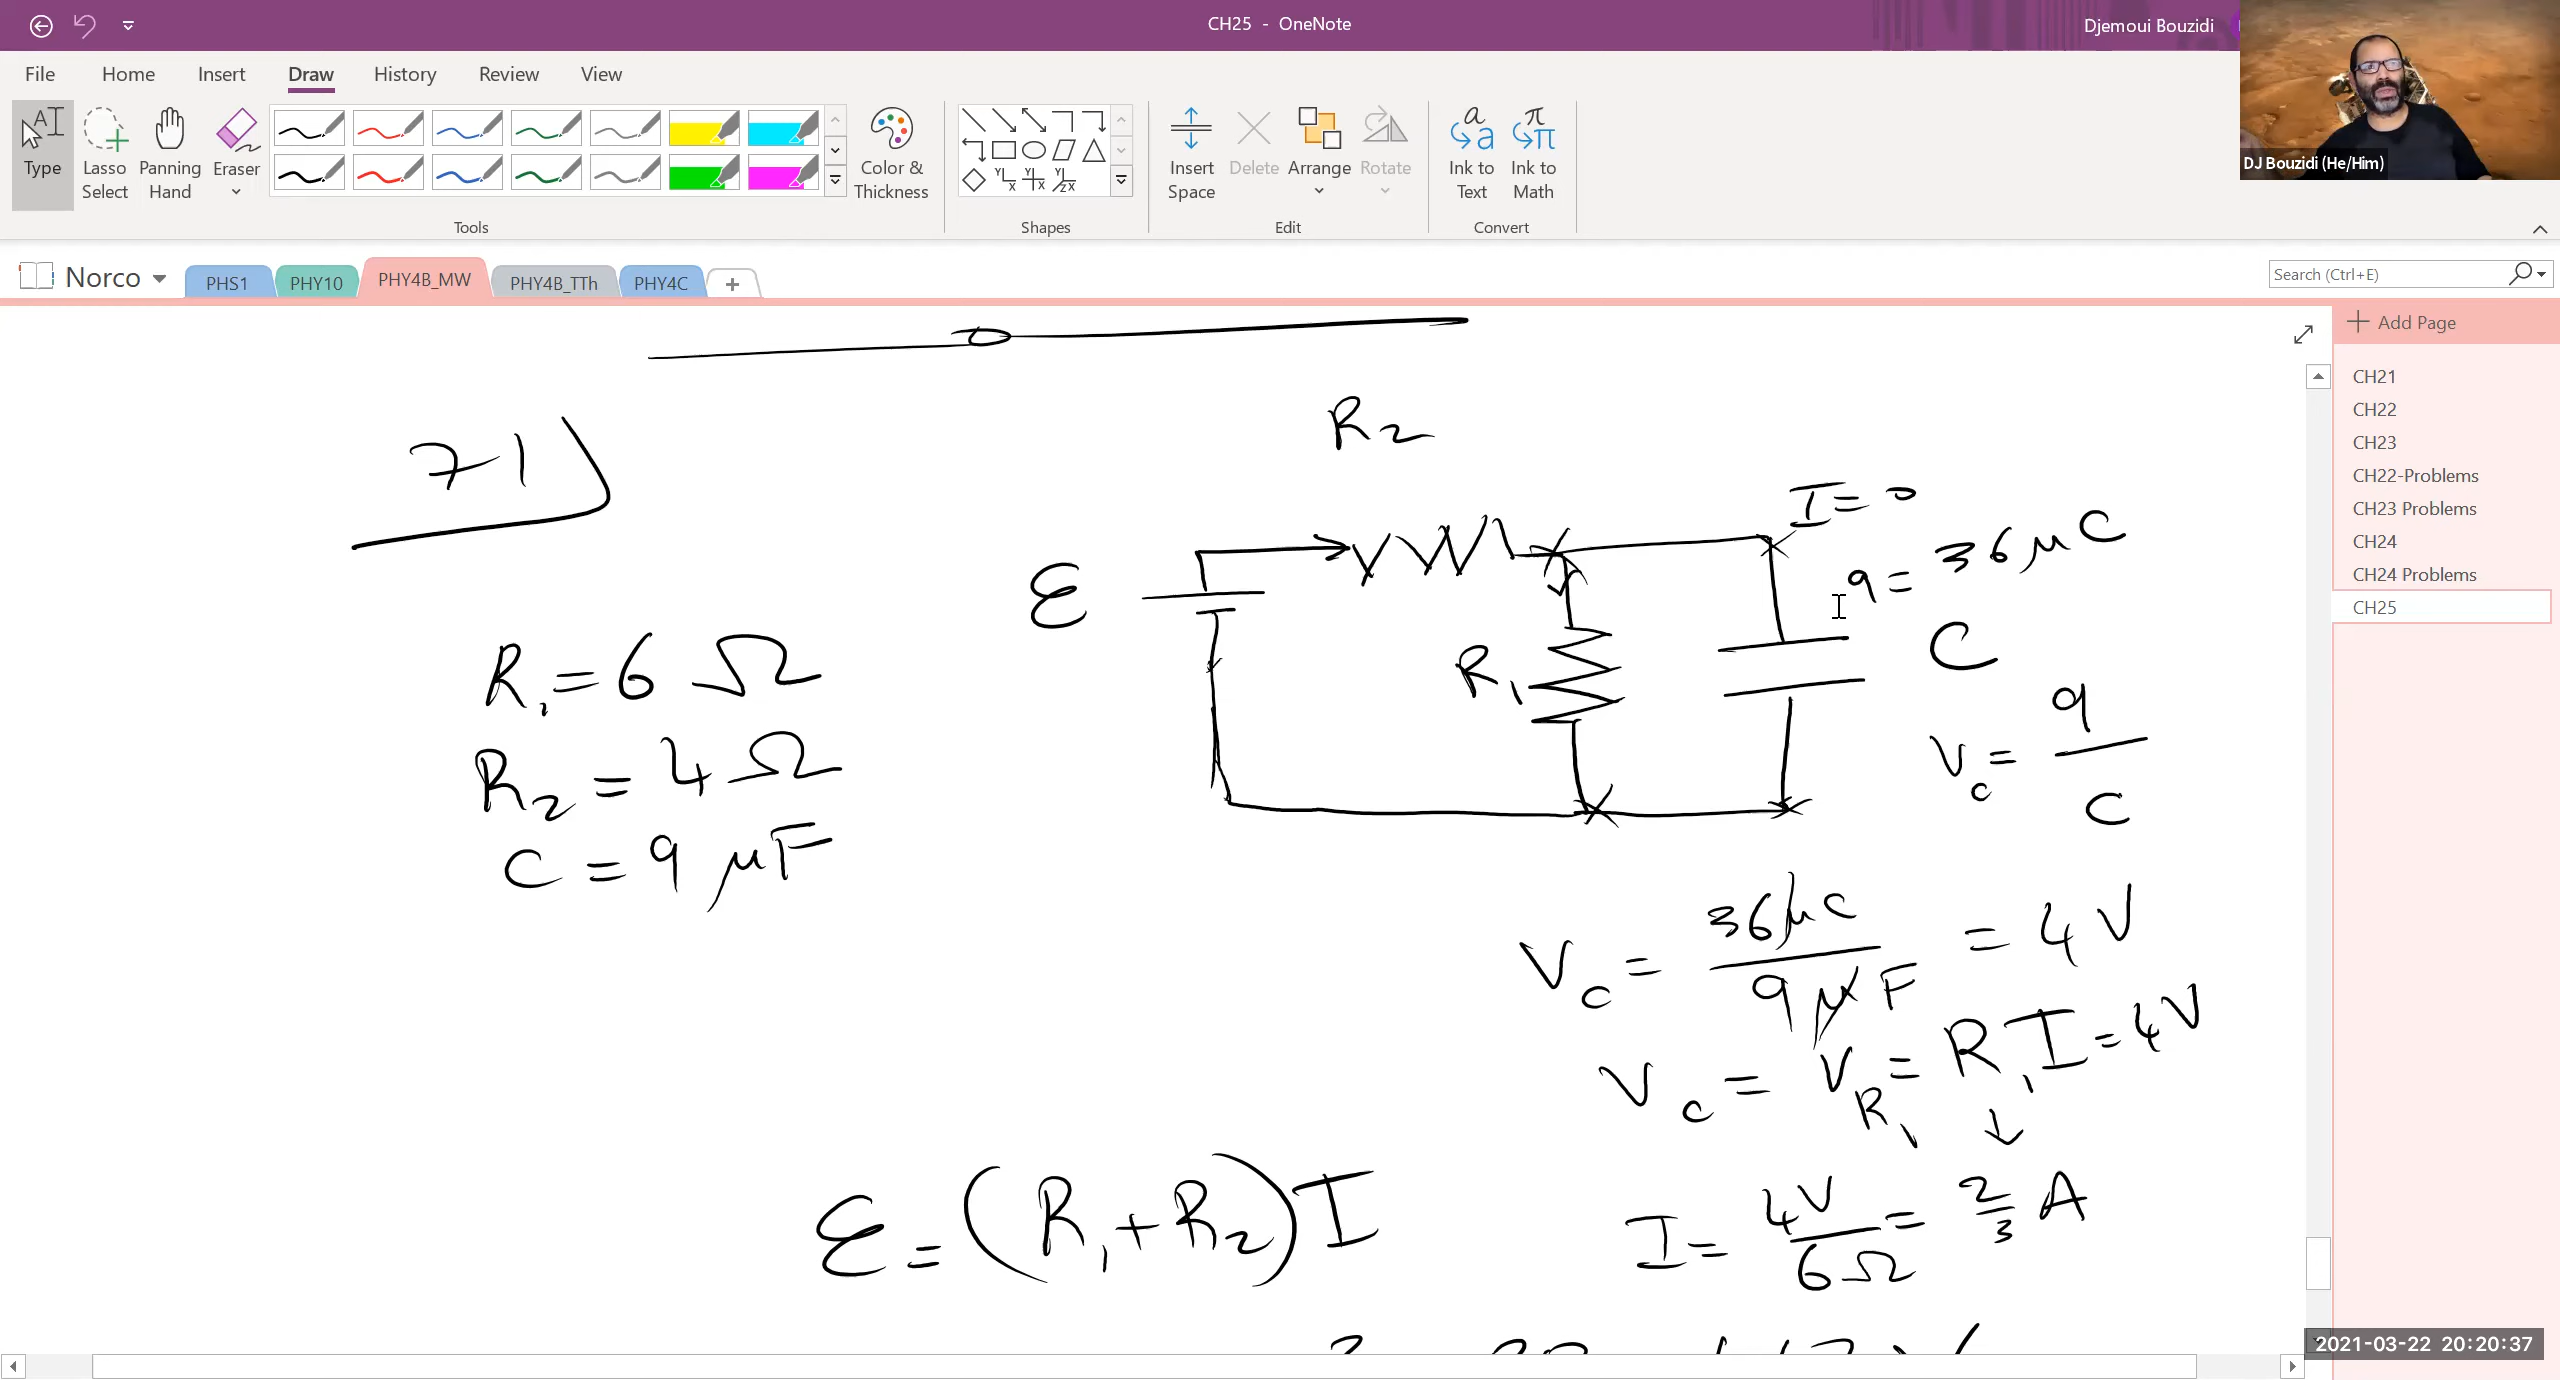 CH25 - OneNote
Djemoui Bouzidi
File Home Insert Draw History Review View
Type
Lasso Select
Panning Hand
Eraser
Color & Thickness
Insert Space
Delete
Arrange
Rotate
Ink to Text
Ink to Math
Tools
Shapes
Edit
Convert
DJ Bouzidi (He/Him)
Norco PHS1 PHY10 PHY4B_MW PHY4B_TTh PHY4C +
Search (Ctrl+E)
Add Page
CH21
CH22
CH23
CH22-Problems
CH23 Problems
CH24
CH24 Problems
CH25
71)
R₂
I = 0
q = 36 μC
ℰ
R₁
C
R₁ = 6 Ω
R₂ = 4 Ω
C = 9 μF
V_c = q/C
V_c = 36μC / 9μF = 4V
V_c = V_R₁ = R₁I = 4V
↓
I = 4V/6Ω = 2/3 A
ℰ = (R₁ + R₂) I
2021-03-22 20:20:37